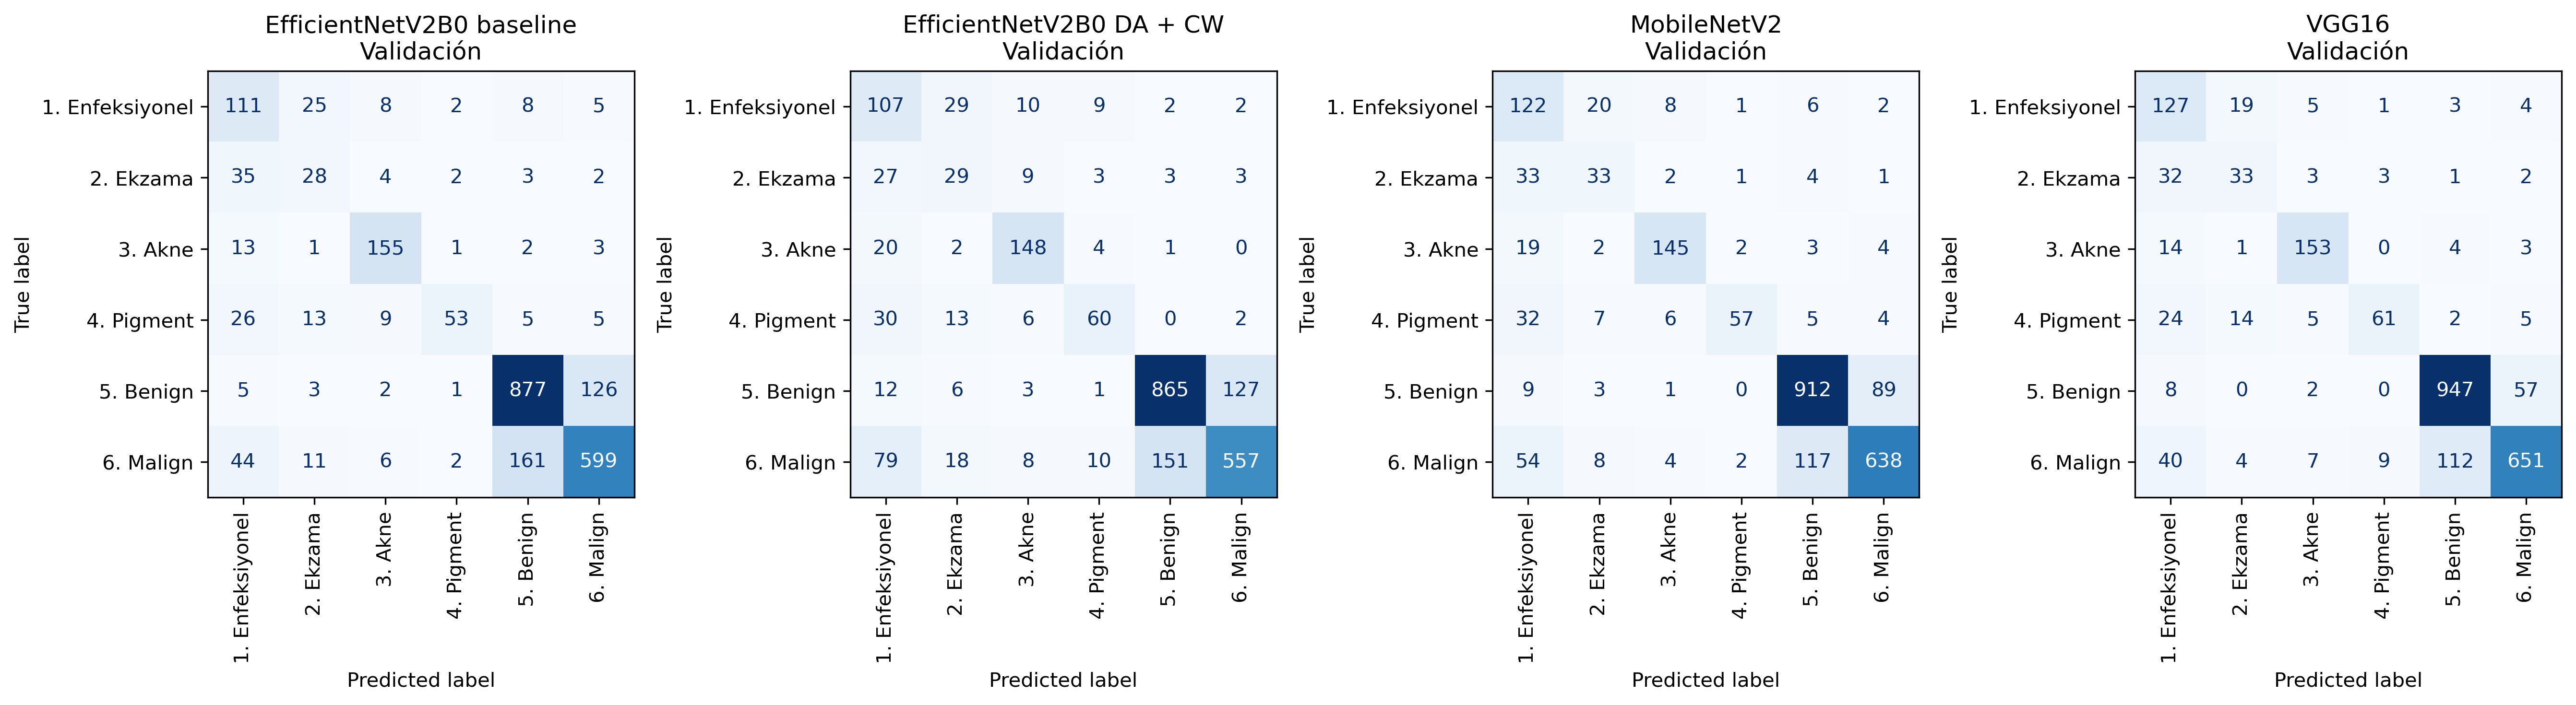 EfficientNetV2B0 baseline
Validación
True label
1. Enfeksiyonel 111 25 8 2 8 5
2. Ekzama 35 28 4 2 3 2
3. Akne 13 1 155 1 2 3
4. Pigment 26 13 9 53 5 5
5. Benign 5 3 2 1 877 126
6. Malign 44 11 6 2 161 599
1. Enfeksiyonel
2. Ekzama
3. Akne
4. Pigment
5. Benign
6. Malign
Predicted label
EfficientNetV2B0 DA + CW
Validación
True label
1. Enfeksiyonel 107 29 10 9 2 2
2. Ekzama 27 29 9 3 3 3
3. Akne 20 2 148 4 1 0
4. Pigment 30 13 6 60 0 2
5. Benign 12 6 3 1 865 127
6. Malign 79 18 8 10 151 557
1. Enfeksiyonel
2. Ekzama
3. Akne
4. Pigment
5. Benign
6. Malign
Predicted label
MobileNetV2
Validación
True label
1. Enfeksiyonel 122 20 8 1 6 2
2. Ekzama 33 33 2 1 4 1
3. Akne 19 2 145 2 3 4
4. Pigment 32 7 6 57 5 4
5. Benign 9 3 1 0 912 89
6. Malign 54 8 4 2 117 638
1. Enfeksiyonel
2. Ekzama
3. Akne
4. Pigment
5. Benign
6. Malign
Predicted label
VGG16
Validación
True label
1. Enfeksiyonel 127 19 5 1 3 4
2. Ekzama 32 33 3 3 1 2
3. Akne 14 1 153 0 4 3
4. Pigment 24 14 5 61 2 5
5. Benign 8 0 2 0 947 57
6. Malign 40 4 7 9 112 651
1. Enfeksiyonel
2. Ekzama
3. Akne
4. Pigment
5. Benign
6. Malign
Predicted label